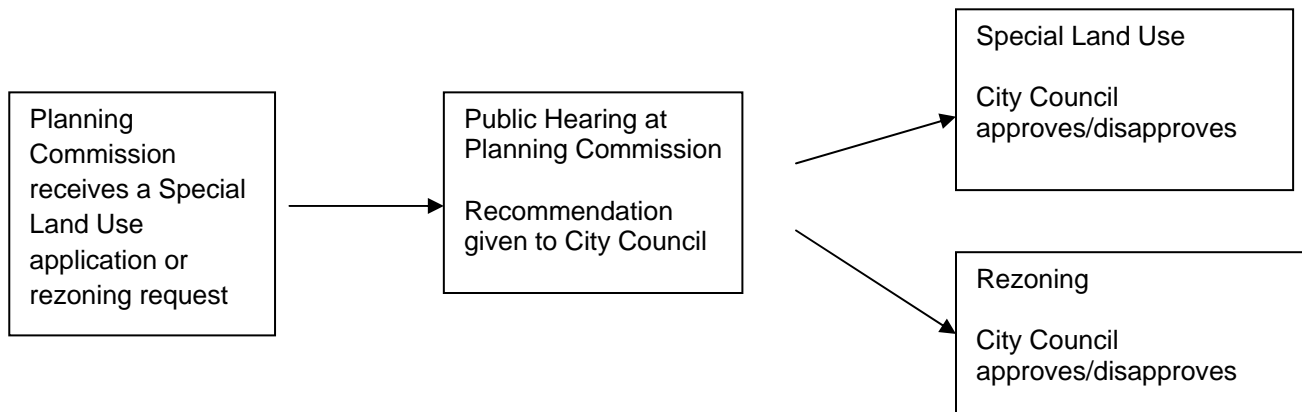 Planning
Commission
receives a Special
Land Use
application or
rezoning request
Public Hearing at
Planning Commission
Recommendation
given to City Council
Special Land Use
City Council
approves/disapproves
Rezoning
City Council
approves/disapproves